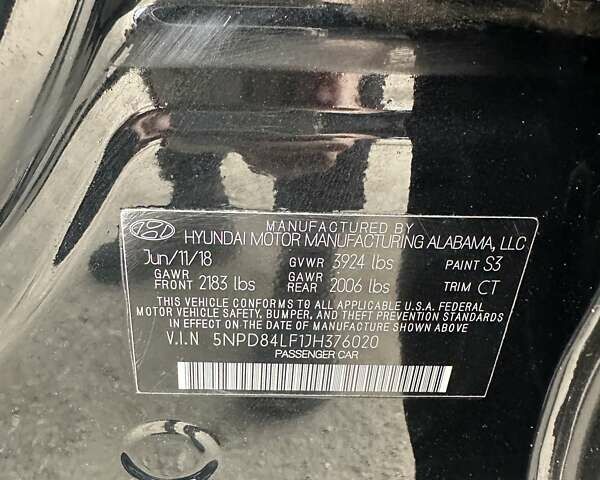 MANUFACTURED BY
HYUNDAI MOTOR MANUFACTURING ALABAMA, LLC
Jun/11/18 GVWR 3924 lbs PAINT S3
GAWR FRONT 2183 lbs GAWR REAR 2006 lbs TRIM CT
THIS VEHICLE CONFORMS TO ALL APPLICABLE U.S.A. FEDERAL
MOTOR VEHICLE SAFETY, BUMPER, AND THEFT PREVENTION STANDARDS
IN EFFECT ON THE DATE OF MANUFACTURE SHOWN ABOVE
V.I.N 5NPD84LF1JH376020
PASSENGER CAR